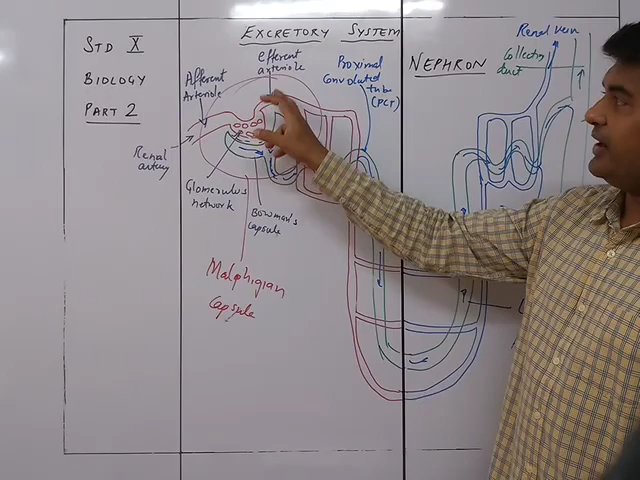 STD X
BIOLOGY
PART 2
EXCRETORY SYSTEM
NEPHRON
Renal vein
Collectin
duct
efferent
arteriole
Afferent
Arteriole
Renal
artery
Proximal
Convoluted
tube
(PCT)
Glomerulus
network
Bowman's
capsule
Malphigian
Capsule